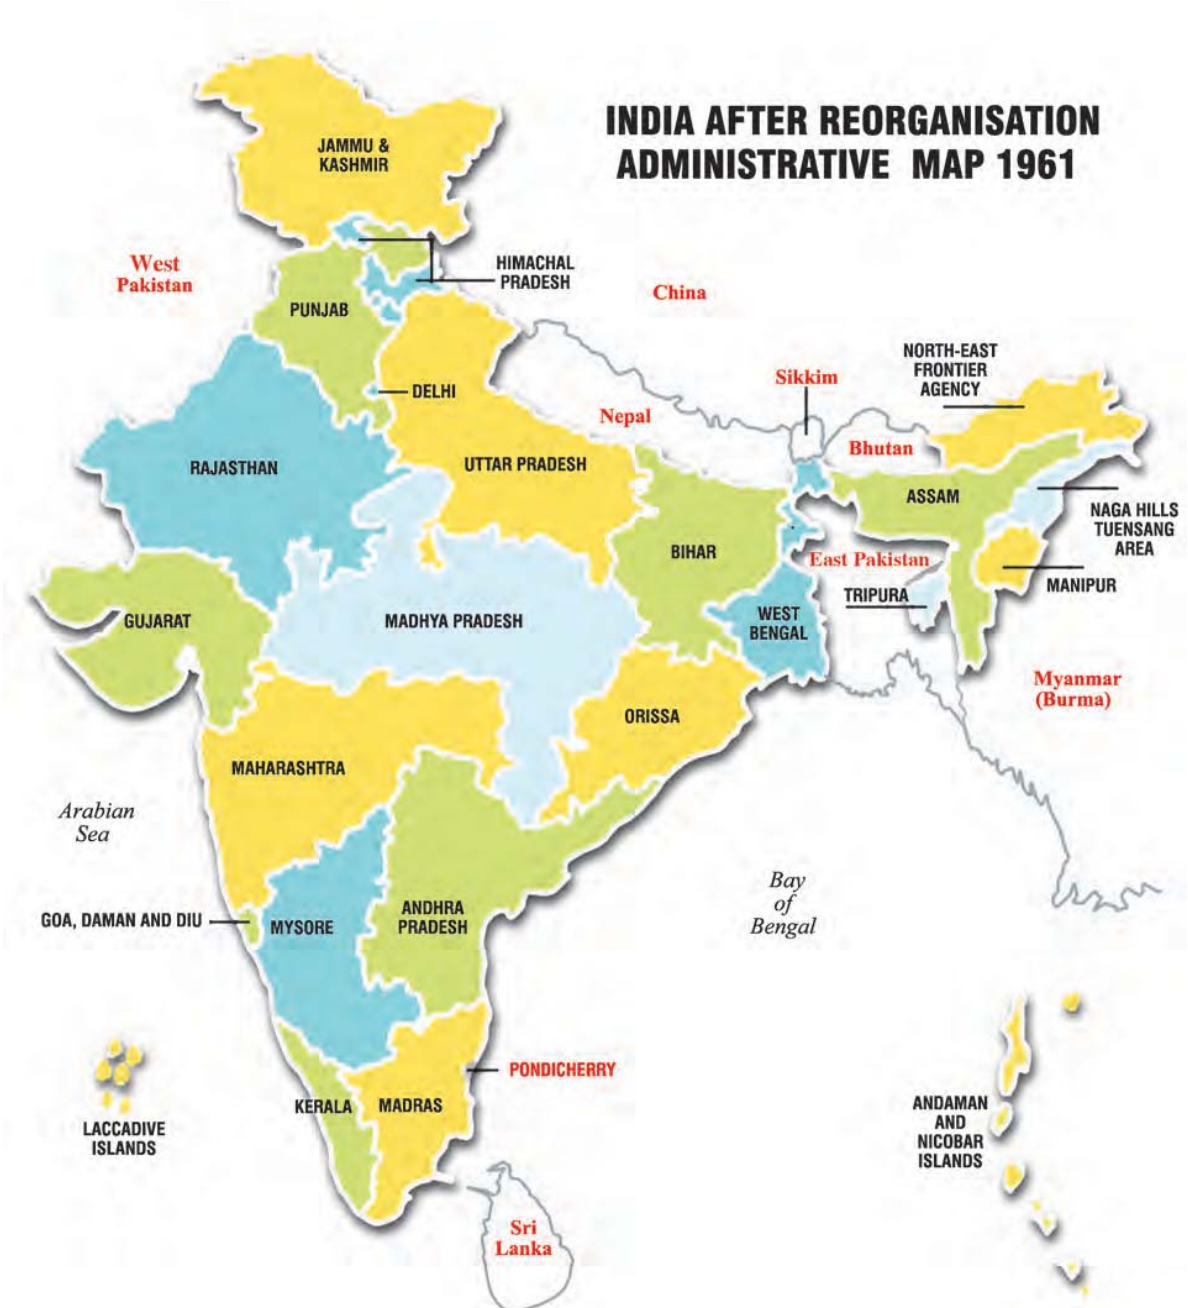 INDIA AFTER REORGANISATION
ADMINISTRATIVE MAP 1961
JAMMU &
KASHMIR
West
Pakistan
HIMACHAL
PRADESH
China
PUNJAB
NORTH-EAST
FRONTIER
AGENCY
Sikkim
DELHI
Nepal
Bhutan
RAJASTHAN
UTTAR PRADESH
ASSAM
NAGA HILLS
TUENSANG
AREA
BIHAR
East Pakistan
MANIPUR
TRIPURA
GUJARAT
MADHYA PRADESH
WEST
BENGAL
Myanmar
(Burma)
ORISSA
MAHARASHTRA
Arabian
Sea
Bay
of
Bengal
GOA, DAMAN AND DIU
MYSORE
ANDHRA
PRADESH
PONDICHERRY
KERALA
MADRAS
LACCADIVE
ISLANDS
ANDAMAN
AND
NICOBAR
ISLANDS
Sri
Lanka